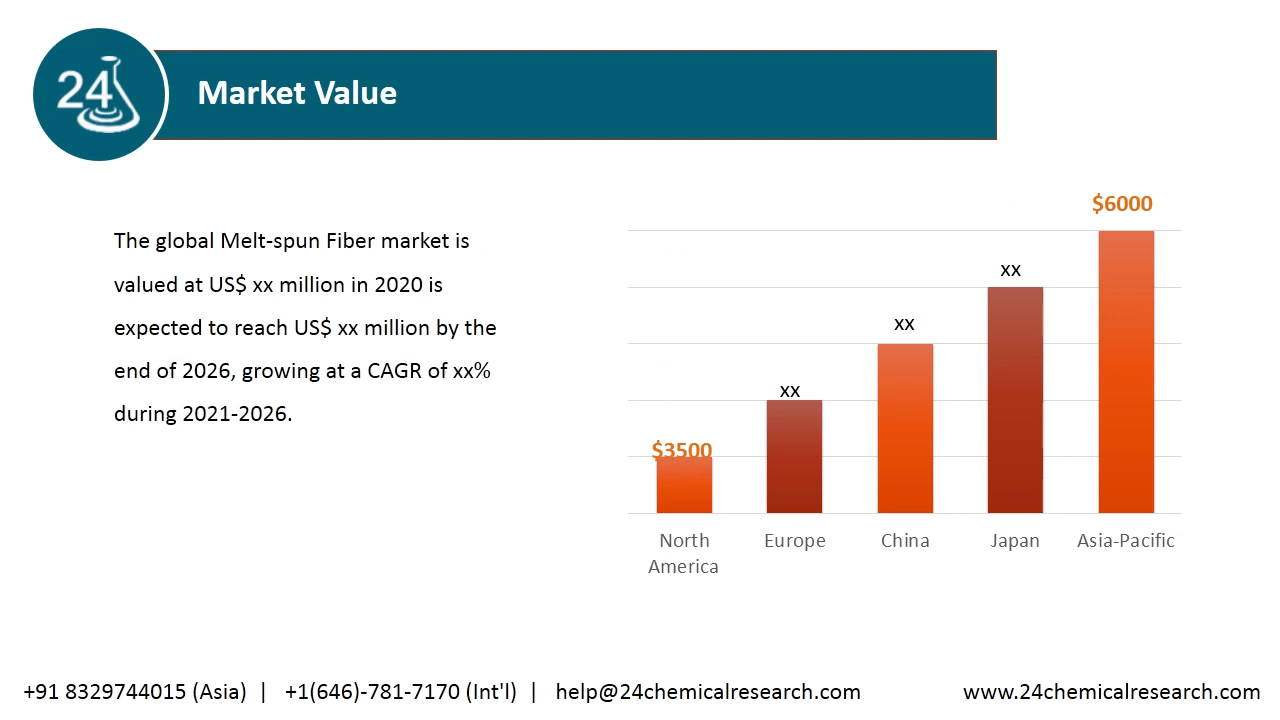 24
Market Value
The global Melt-spun Fiber market is
valued at US$ xx million in 2020 is
expected to reach US$ xx million by the
end of 2026, growing at a CAGR of xx%
during 2021-2026.
$6000
xx
xx
xx
$3500
North America
Europe
China
Japan
Asia-Pacific
+91 8329744015 (Asia) | +1(646)-781-7170 (Int'l) | help@24chemicalresearch.com
www.24chemicalresearch.com